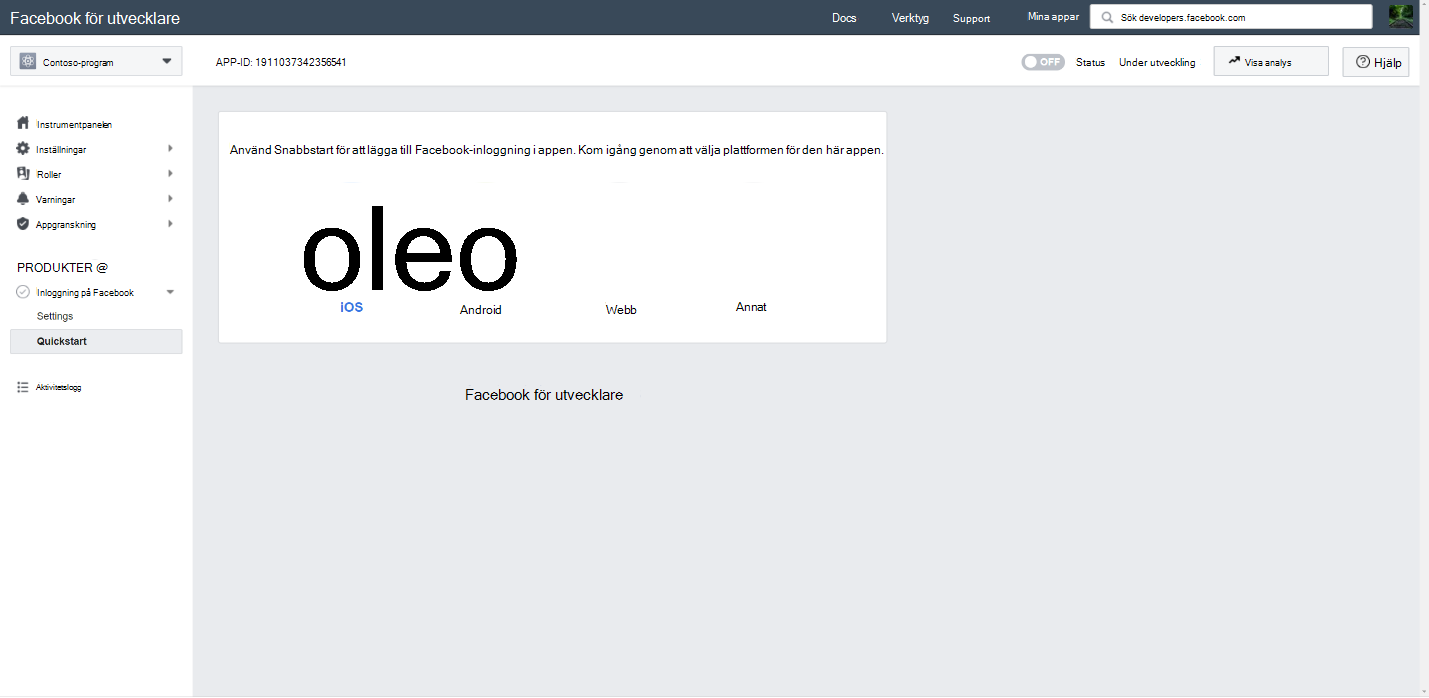 Facebook för utvecklare
Docs Verktyg Support Mina appar Sök developers.facebook.com
Contoso-program APP-ID: 1911037342356541 OFF Status Under utveckling Visa analys Hjälp
Instrumentpanelen
Inställningar
Roller
Varningar
Appgranskning
PRODUKTER @
Inloggning på Facebook
Settings
Quickstart
Aktivitetslogg
Använd Snabbstart för att lägga till Facebook-inloggning i appen. Kom igång genom att välja plattformen för den här appen.
oleo
iOS Android Webb Annat
Facebook för utvecklare